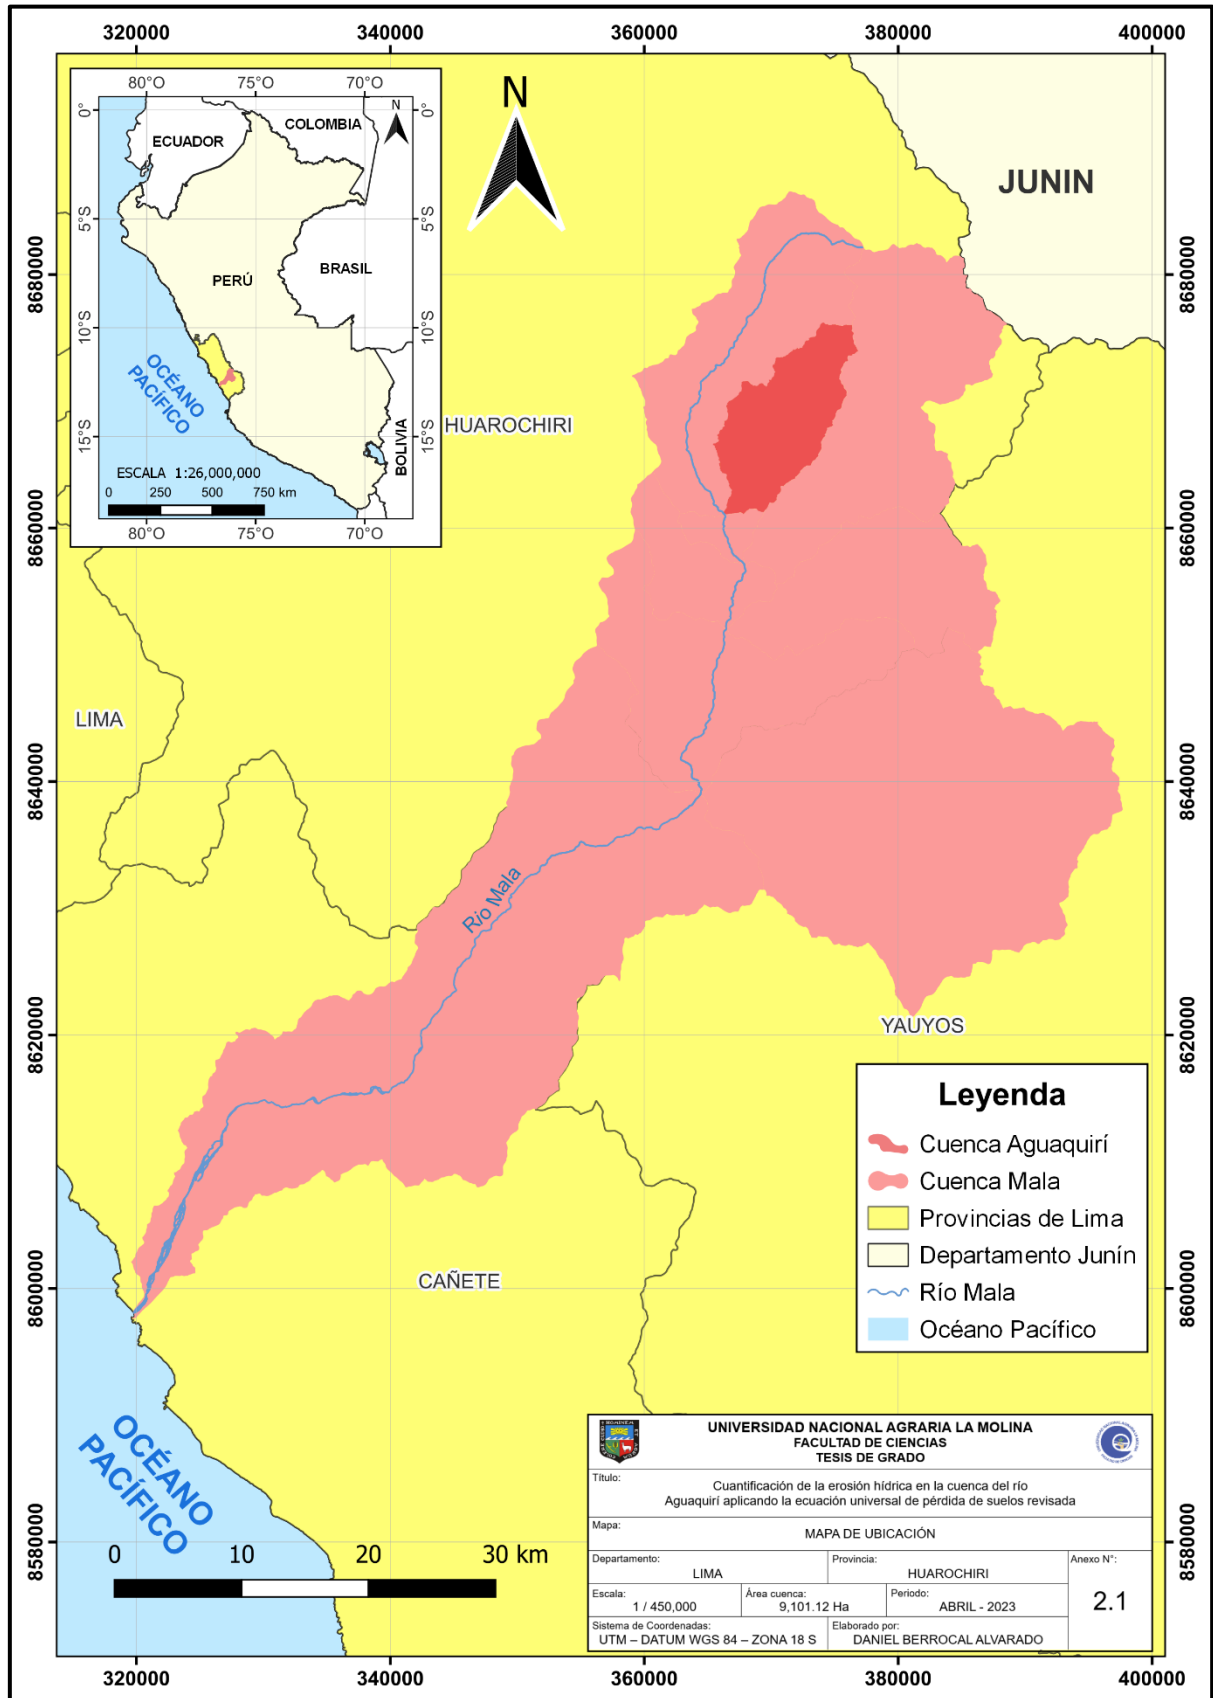 320000 340000 360000 380000 400000
80°O 75°O 70°O
N
N
0° 0°
COLOMBIA
ECUADOR
JUNIN
5°S 5°S
BRASIL
PERÚ
8680000 8680000
10°S 10°S
OCÉANO
PACÍFICO
HUAROCHIRI
15°S 15°S
BOLIVIA
ESCALA 1:26,000,000
0 250 500 750 km
80°O 75°O 70°O
8660000 8660000
LIMA
8640000 8640000
Río Mala
YAUYOS
8620000 8620000
Leyenda
Cuenca Aguaquirí
Cuenca Mala
Provincias de Lima
Departamento Junín
Río Mala
Océano Pacífico
CAÑETE
8600000 8600000
OCÉANO
PACÍFICO
8580000 8580000
0 10 20 30 km
UNIVERSIDAD NACIONAL AGRARIA LA MOLINA
FACULTAD DE CIENCIAS
TESIS DE GRADO
Título:
Cuantificación de la erosión hídrica en la cuenca del río
Aguaquirí aplicando la ecuación universal de pérdida de suelos revisada
Mapa:
MAPA DE UBICACIÓN
Departamento: Provincia: Anexo N°:
LIMA HUAROCHIRI
2.1
Escala: Área cuenca: Periodo:
1 / 450,000 9,101.12 Ha ABRIL - 2023
Sistema de Coordenadas: Elaborado por:
UTM – DATUM WGS 84 – ZONA 18 S DANIEL BERROCAL ALVARADO
320000 340000 360000 380000 400000